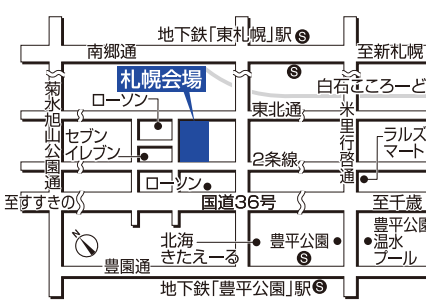 地下鉄「東札幌」駅 S
南郷通
至新札幌
札幌会場
S
白石こころーど
菊水旭山公園通
ローソン
東北通
米里行啓通
セブン
イレブン
ラルズ
マート
2条線
ローソン
至すすきの
国道36号
至千歳
N
北海
きたえーる
豊平公園
豊平公園
温水
プール
S
豊園通
地下鉄「豊平公園」駅 S